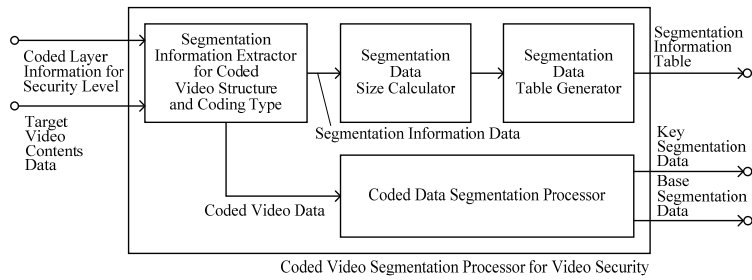 Coded Layer
Information for
Security Level
Target
Video
Contents
Data
Segmentation
Information Extractor
for Coded
Video Structure
and Coding Type
Segmentation
Data
Size Calculator
Segmentation
Data
Table Generator
Segmentation
Information
Table
Segmentation Information Data
Coded Video Data
Coded Data Segmentation Processor
Key
Segmentation
Data
Base
Segmentation
Data
Coded Video Segmentation Processor for Video Security